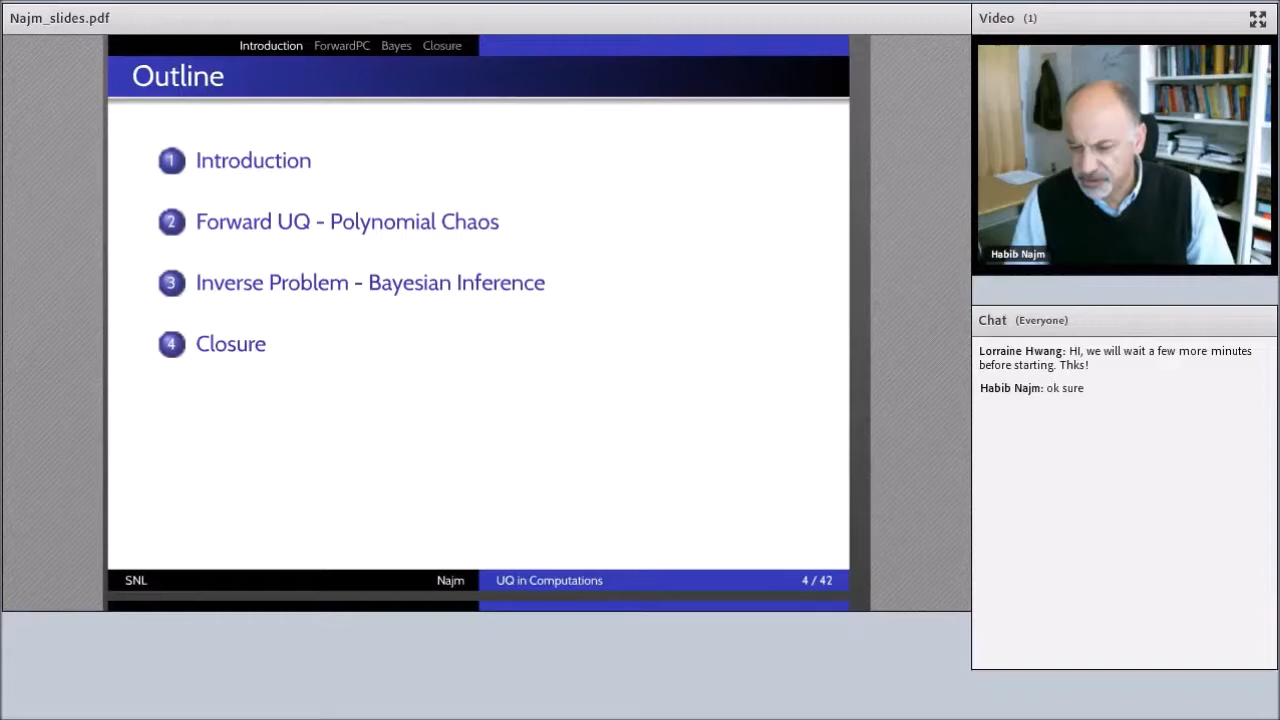 Najm_slides.pdf
Introduction ForwardPC Bayes Closure
Outline
1 Introduction
2 Forward UQ - Polynomial Chaos
3 Inverse Problem - Bayesian Inference
4 Closure
SNL Najm UQ in Computations 4 / 42
Video (1)
Habib Najm
Chat (Everyone)
Lorraine Hwang: HI, we will wait a few more minutes
before starting. Thks!
Habib Najm: ok sure